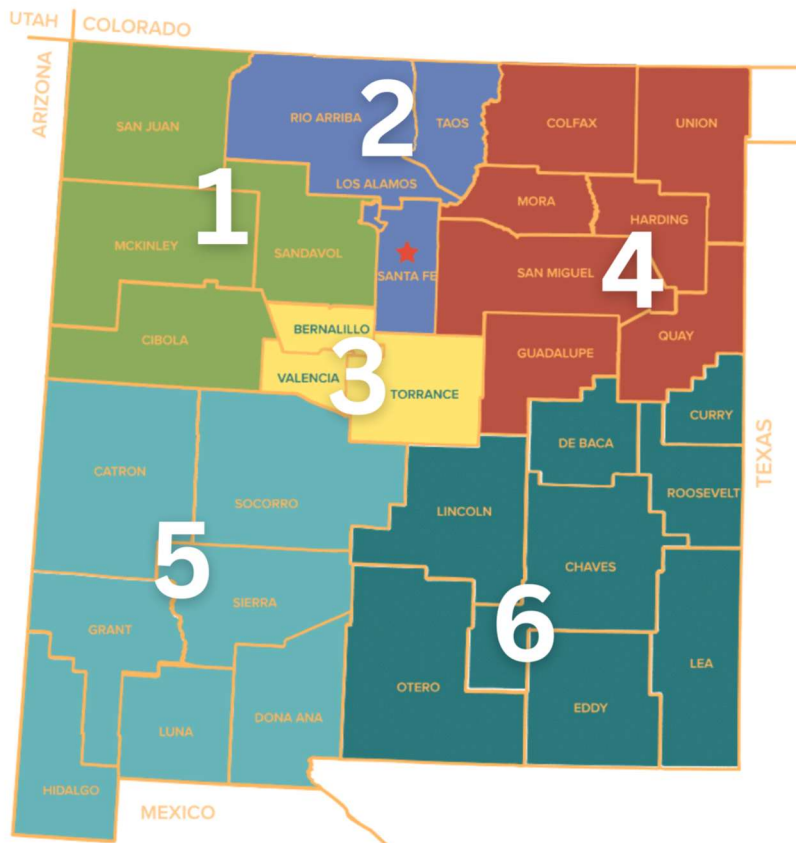 UTAH
COLORADO
ARIZONA
SAN JUAN
RIO ARRIBA
2
TAOS
COLFAX
UNION
LOS ALAMOS
1
MORA
HARDING
MCKINLEY
SANDAVOL
SANTA FE
SAN MIGUEL
4
CIBOLA
BERNALILLO
3
VALENCIA
TORRANCE
GUADALUPE
QUAY
CURRY
TEXAS
DE BACA
CATRON
SOCORRO
LINCOLN
ROOSEVELT
5
CHAVES
SIERRA
6
GRANT
OTERO
LEA
LUNA
DONA ANA
EDDY
HIDALGO
MEXICO